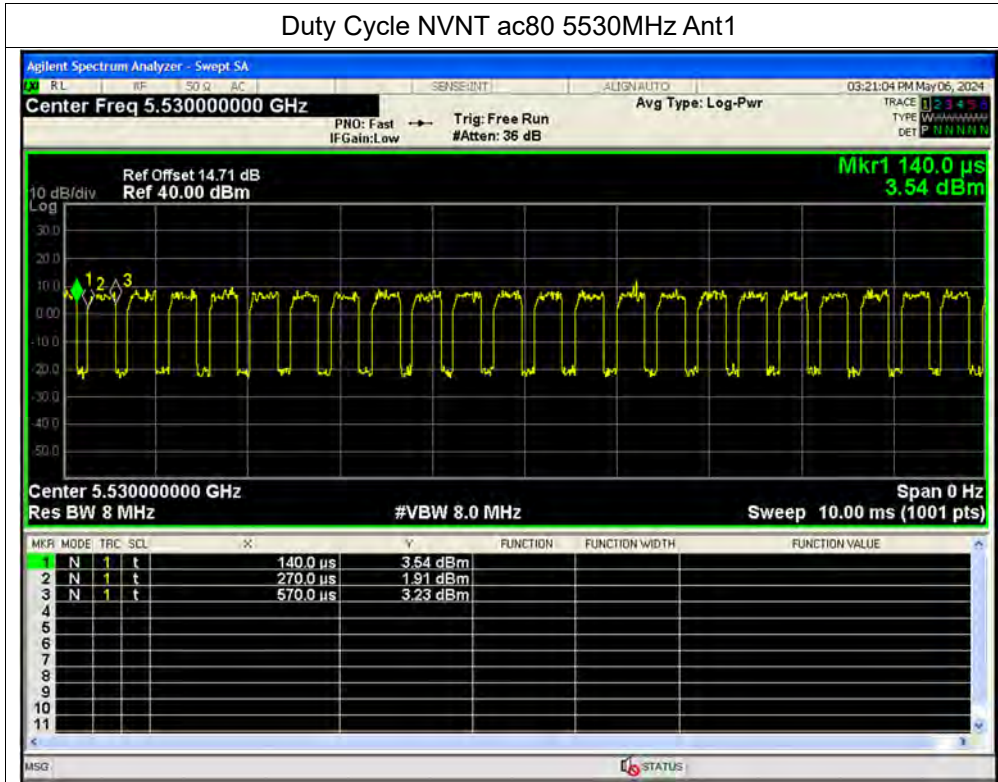 Duty Cycle NVNT ac80 5530MHz Ant1
Agilent Spectrum Analyzer - Swept SA
LXI RL RF 50 Ω AC SENSE:INT ALIGN AUTO 03:21:04 PM May 06, 2024
Center Freq 5.530000000 GHz Avg Type: Log-Pwr TRACE 1 2 3 4 5 6
PNO: Fast Trig: Free Run TYPE W
IFGain:Low #Atten: 36 dB DET P N N N N N
Mkr1 140.0 µs
Ref Offset 14.71 dB
10 dB/div Ref 40.00 dBm 3.54 dBm
Log
30.0
20.0
10.0
1 2 3
0.00
-10.0
-20.0
-30.0
-40.0
-50.0
Center 5.530000000 GHz Span 0 Hz
Res BW 8 MHz #VBW 8.0 MHz Sweep 10.00 ms (1001 pts)
MKR MODE TRC SCL X Y FUNCTION FUNCTION WIDTH FUNCTION VALUE
1 N 1 t 140.0 µs 3.54 dBm
2 N 1 t 270.0 µs 1.91 dBm
3 N 1 t 570.0 µs 3.23 dBm
4
5
6
7
8
9
10
11
MSG STATUS